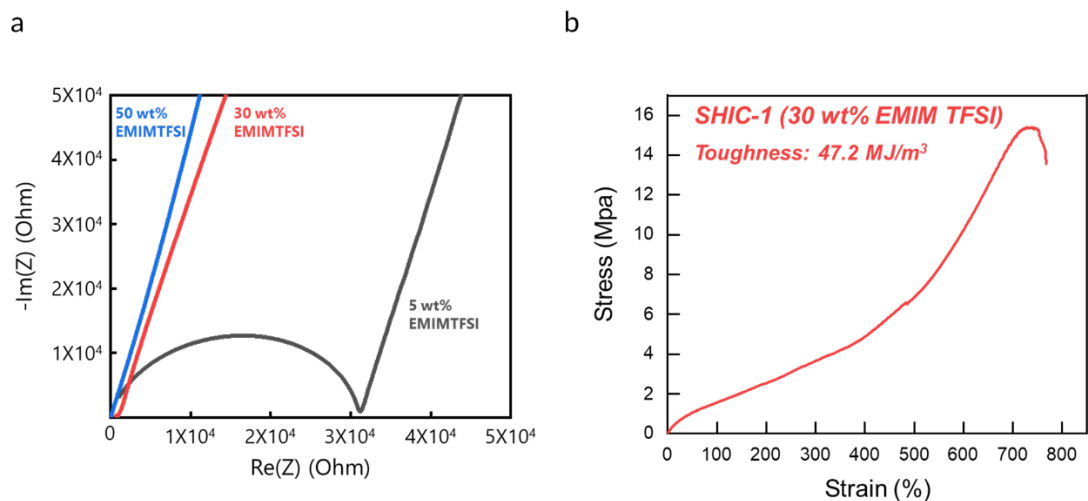 a
b
5X10⁴
4X10⁴
3X10⁴
2X10⁴
1X10⁴
-Im(Z) (Ohm)
50 wt%
EMIMTFSI
30 wt%
EMIMTFSI
5 wt%
EMIMTFSI
0
1X10⁴
2X10⁴
3X10⁴
4X10⁴
5X10⁴
Re(Z) (Ohm)
16
14
12
10
8
6
4
2
0
Stress (Mpa)
SHIC-1 (30 wt% EMIM TFSI)
Toughness: 47.2 MJ/m³
0
100
200
300
400
500
600
700
800
Strain (%)